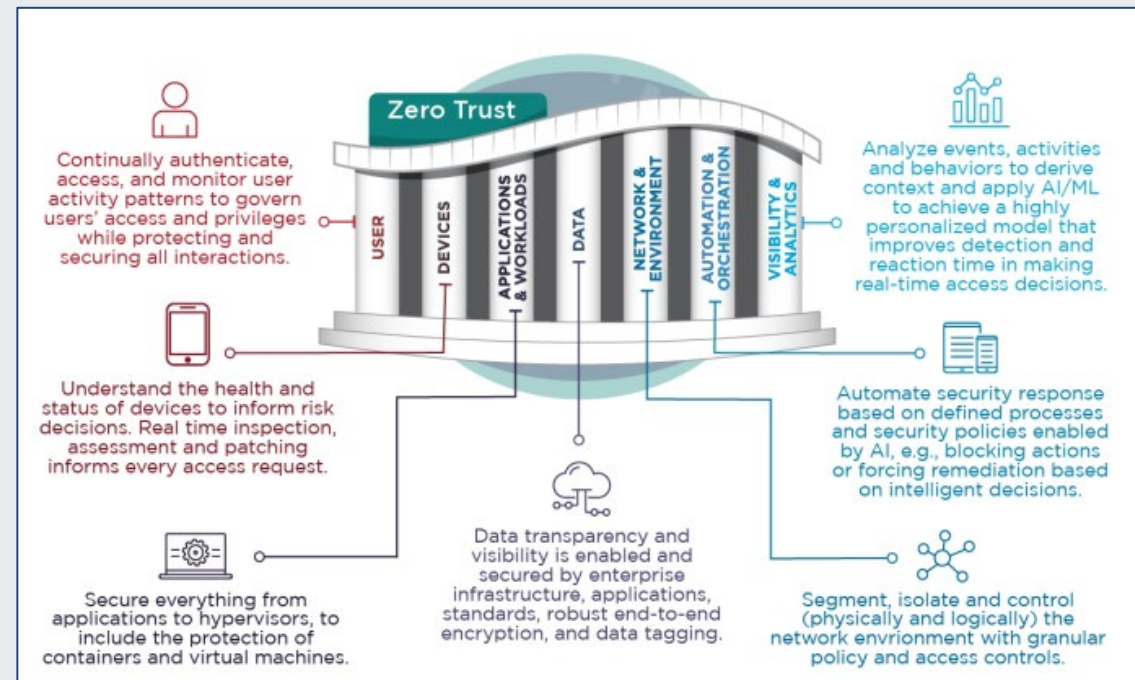 Zero Trust
Continually authenticate,
access, and monitor user
activity patterns to govern
users' access and privileges
while protecting and
securing all interactions.
USER
DEVICES
APPLICATIONS
& WORKLOADS
DATA
NETWORK &
ENVIRONMENT
AUTOMATION &
ORCHESTRATION
VISIBILITY &
ANALYTICS
Analyze events, activities
and behaviors to derive
context and apply AI/ML
to achieve a highly
personalized model that
improves detection and
reaction time in making
real-time access decisions.
Understand the health and
status of devices to inform risk
decisions. Real time inspection,
assessment and patching
informs every access request.
Automate security response
based on defined processes
and security policies enabled
by AI, e.g., blocking actions
or forcing remediation based
on intelligent decisions.
Secure everything from
applications to hypervisors, to
include the protection of
containers and virtual machines.
Data transparency and
visibility is enabled and
secured by enterprise
infrastructure, applications,
standards, robust end-to-end
encryption, and data tagging.
Segment, isolate and control
(physically and logically) the
network envrionment with granular
policy and access controls.